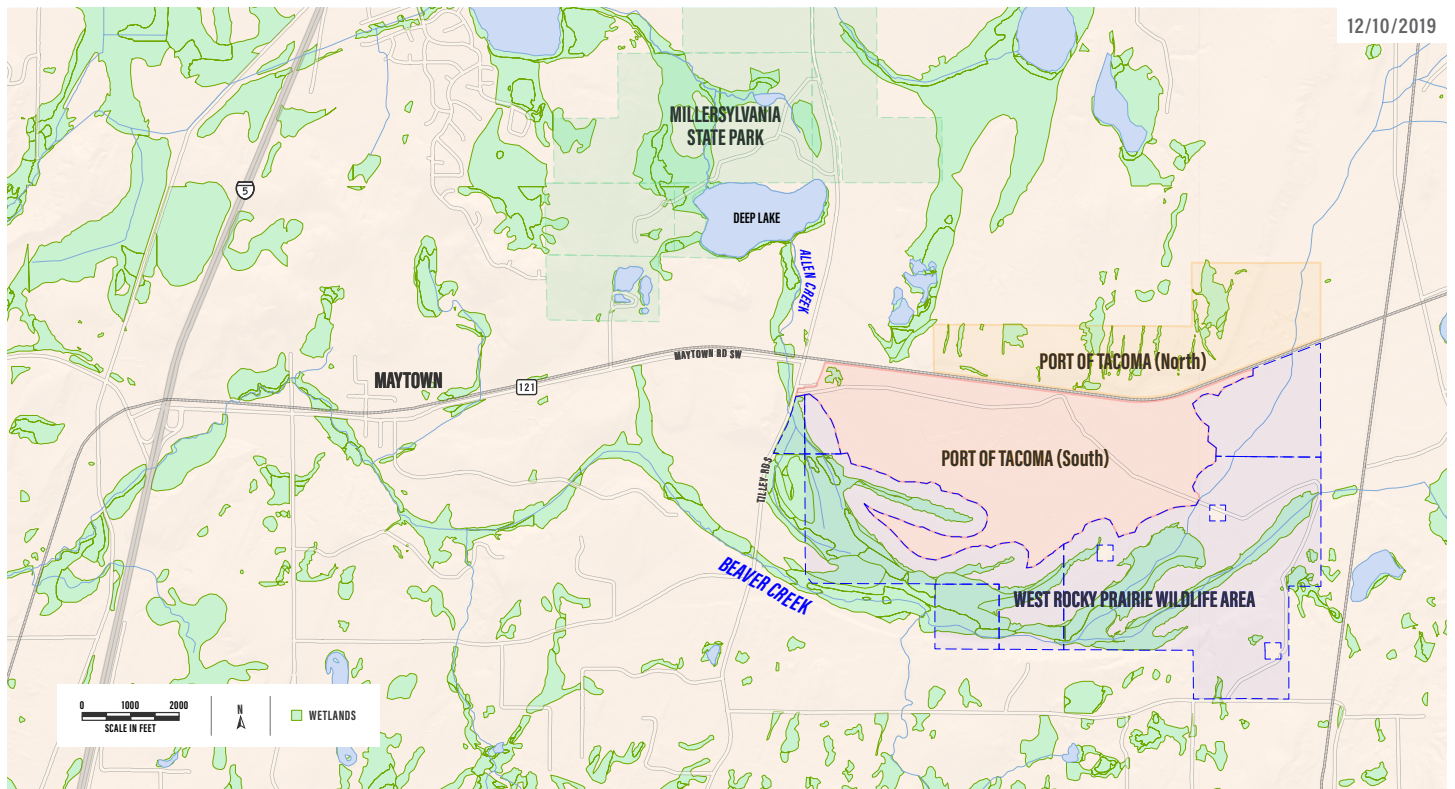 12/10/2019
MILLERSYLVANIA
STATE PARK
5
DEEP LAKE
ALLEN CREEK
MAYTOWN RD SW
PORT OF TACOMA (North)
MAYTOWN
121
PORT OF TACOMA (South)
TILLEY RD S
BEAVER CREEK
WEST ROCKY PRAIRIE WILDLIFE AREA
0 1000 2000
SCALE IN FEET
N
WETLANDS